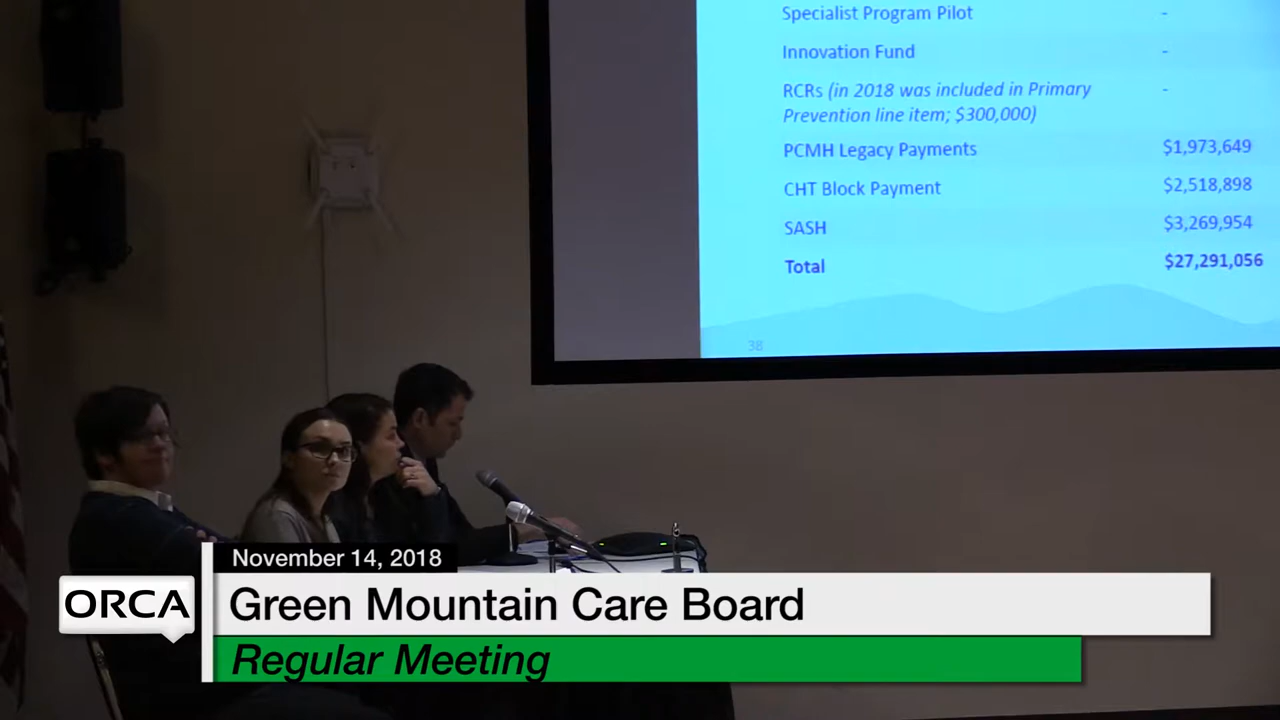 Specialist Program Pilot -
Innovation Fund -
RCRs (in 2018 was included in Primary -
Prevention line item; $300,000)
PCMH Legacy Payments $1,973,649
CHT Block Payment $2,518,898
SASH $3,269,954
Total $27,291,056
38
November 14, 2018
ORCA
Green Mountain Care Board
Regular Meeting